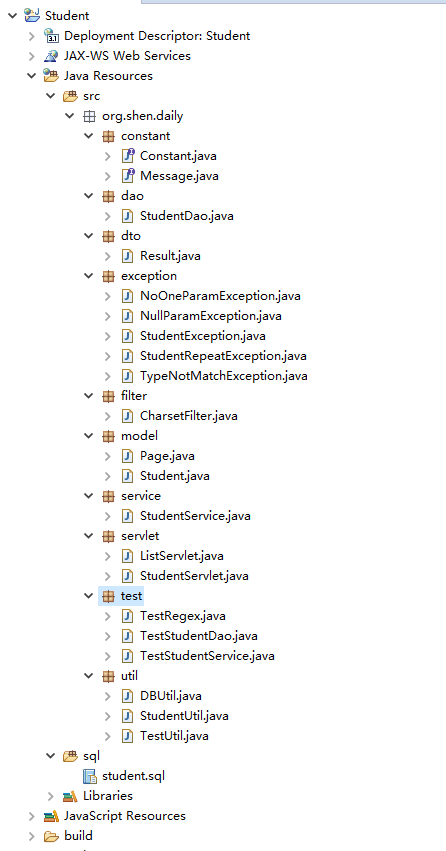 Student
Deployment Descriptor: Student
JAX-WS Web Services
Java Resources
src
org.shen.daily
constant
Constant.java
Message.java
dao
StudentDao.java
dto
Result.java
exception
NoOneParamException.java
NullParamException.java
StudentException.java
StudentRepeatException.java
TypeNotMatchException.java
filter
CharsetFilter.java
model
Page.java
Student.java
service
StudentService.java
servlet
ListServlet.java
StudentServlet.java
test
TestRegex.java
TestStudentDao.java
TestStudentService.java
util
DBUtil.java
StudentUtil.java
TestUtil.java
sql
student.sql
Libraries
JavaScript Resources
build